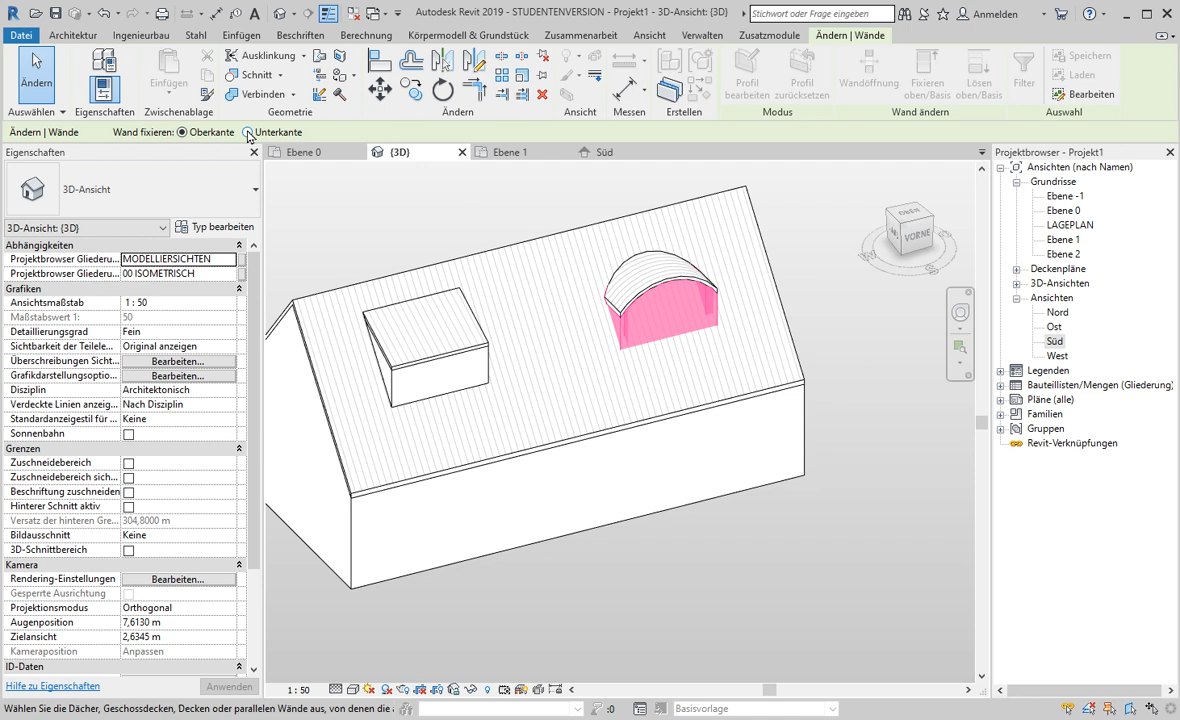 Autodesk Revit 2019 - STUDENTENVERSION - Projekt1 - 3D-Ansicht: {3D}
Stichwort oder Frage eingeben
Anmelden
Datei Architektur Ingenieurbau Stahl Einfügen Beschriften Berechnung Körpermodell & Grundstück Zusammenarbeit Ansicht Verwalten Zusatzmodule Ändern | Wände
Ändern
Einfügen
Ausklinkung
Schnitt
Verbinden
Profil bearbeiten
Profil zurücksetzen
Wandöffnung
Fixieren oben/Basis
Lösen oben/Basis
Filter
Speichern
Laden
Bearbeiten
Auswählen Eigenschaften Zwischenablage Geometrie Ändern Ansicht Messen Erstellen Modus Wand ändern Auswahl
Ändern | Wände Wand fixieren: Oberkante Unterkante
Eigenschaften
Ebene 0 {3D} Ebene 1 Süd
Projektbrowser - Projekt1
3D-Ansicht
3D-Ansicht: {3D} Typ bearbeiten
Abhängigkeiten
Projektbrowser Gliederu... MODELLIERSICHTEN
Projektbrowser Gliederu... 00 ISOMETRISCH
Grafiken
Ansichtsmaßstab 1 : 50
Maßstabswert 1: 50
Detaillierungsgrad Fein
Sichtbarkeit der Teilele... Original anzeigen
Überschreibungen Sicht... Bearbeiten...
Grafikdarstellungsoptio... Bearbeiten...
Disziplin Architektonisch
Verdeckte Linien anzeig... Nach Disziplin
Standardanzeigestil für ... Keine
Sonnenbahn
Grenzen
Zuschneidebereich
Zuschneidebereich sich...
Beschriftung zuschneiden
Hinterer Schnitt aktiv
Versatz der hinteren Gre... 304,8000 m
Bildausschnitt Keine
3D-Schnittbereich
Kamera
Rendering-Einstellungen Bearbeiten...
Gesperrte Ausrichtung
Projektionsmodus Orthogonal
Augenposition 7,6130 m
Zielansicht 2,6345 m
Kameraposition Anpassen
ID-Daten
Hilfe zu Eigenschaften Anwenden
OBEN
VORNE
Ansichten (nach Namen)
Grundrisse
Ebene -1
Ebene 0
LAGEPLAN
Ebene 1
Ebene 2
Deckenpläne
3D-Ansichten
Ansichten
Nord
Ost
Süd
West
Legenden
Bauteillisten/Mengen (Gliederung)
Pläne (alle)
Familien
Gruppen
Revit-Verknüpfungen
1 : 50
Wählen Sie die Dächer, Geschossdecken, Decken oder parallelen Wände aus, von denen die
:0
Basisvorlage